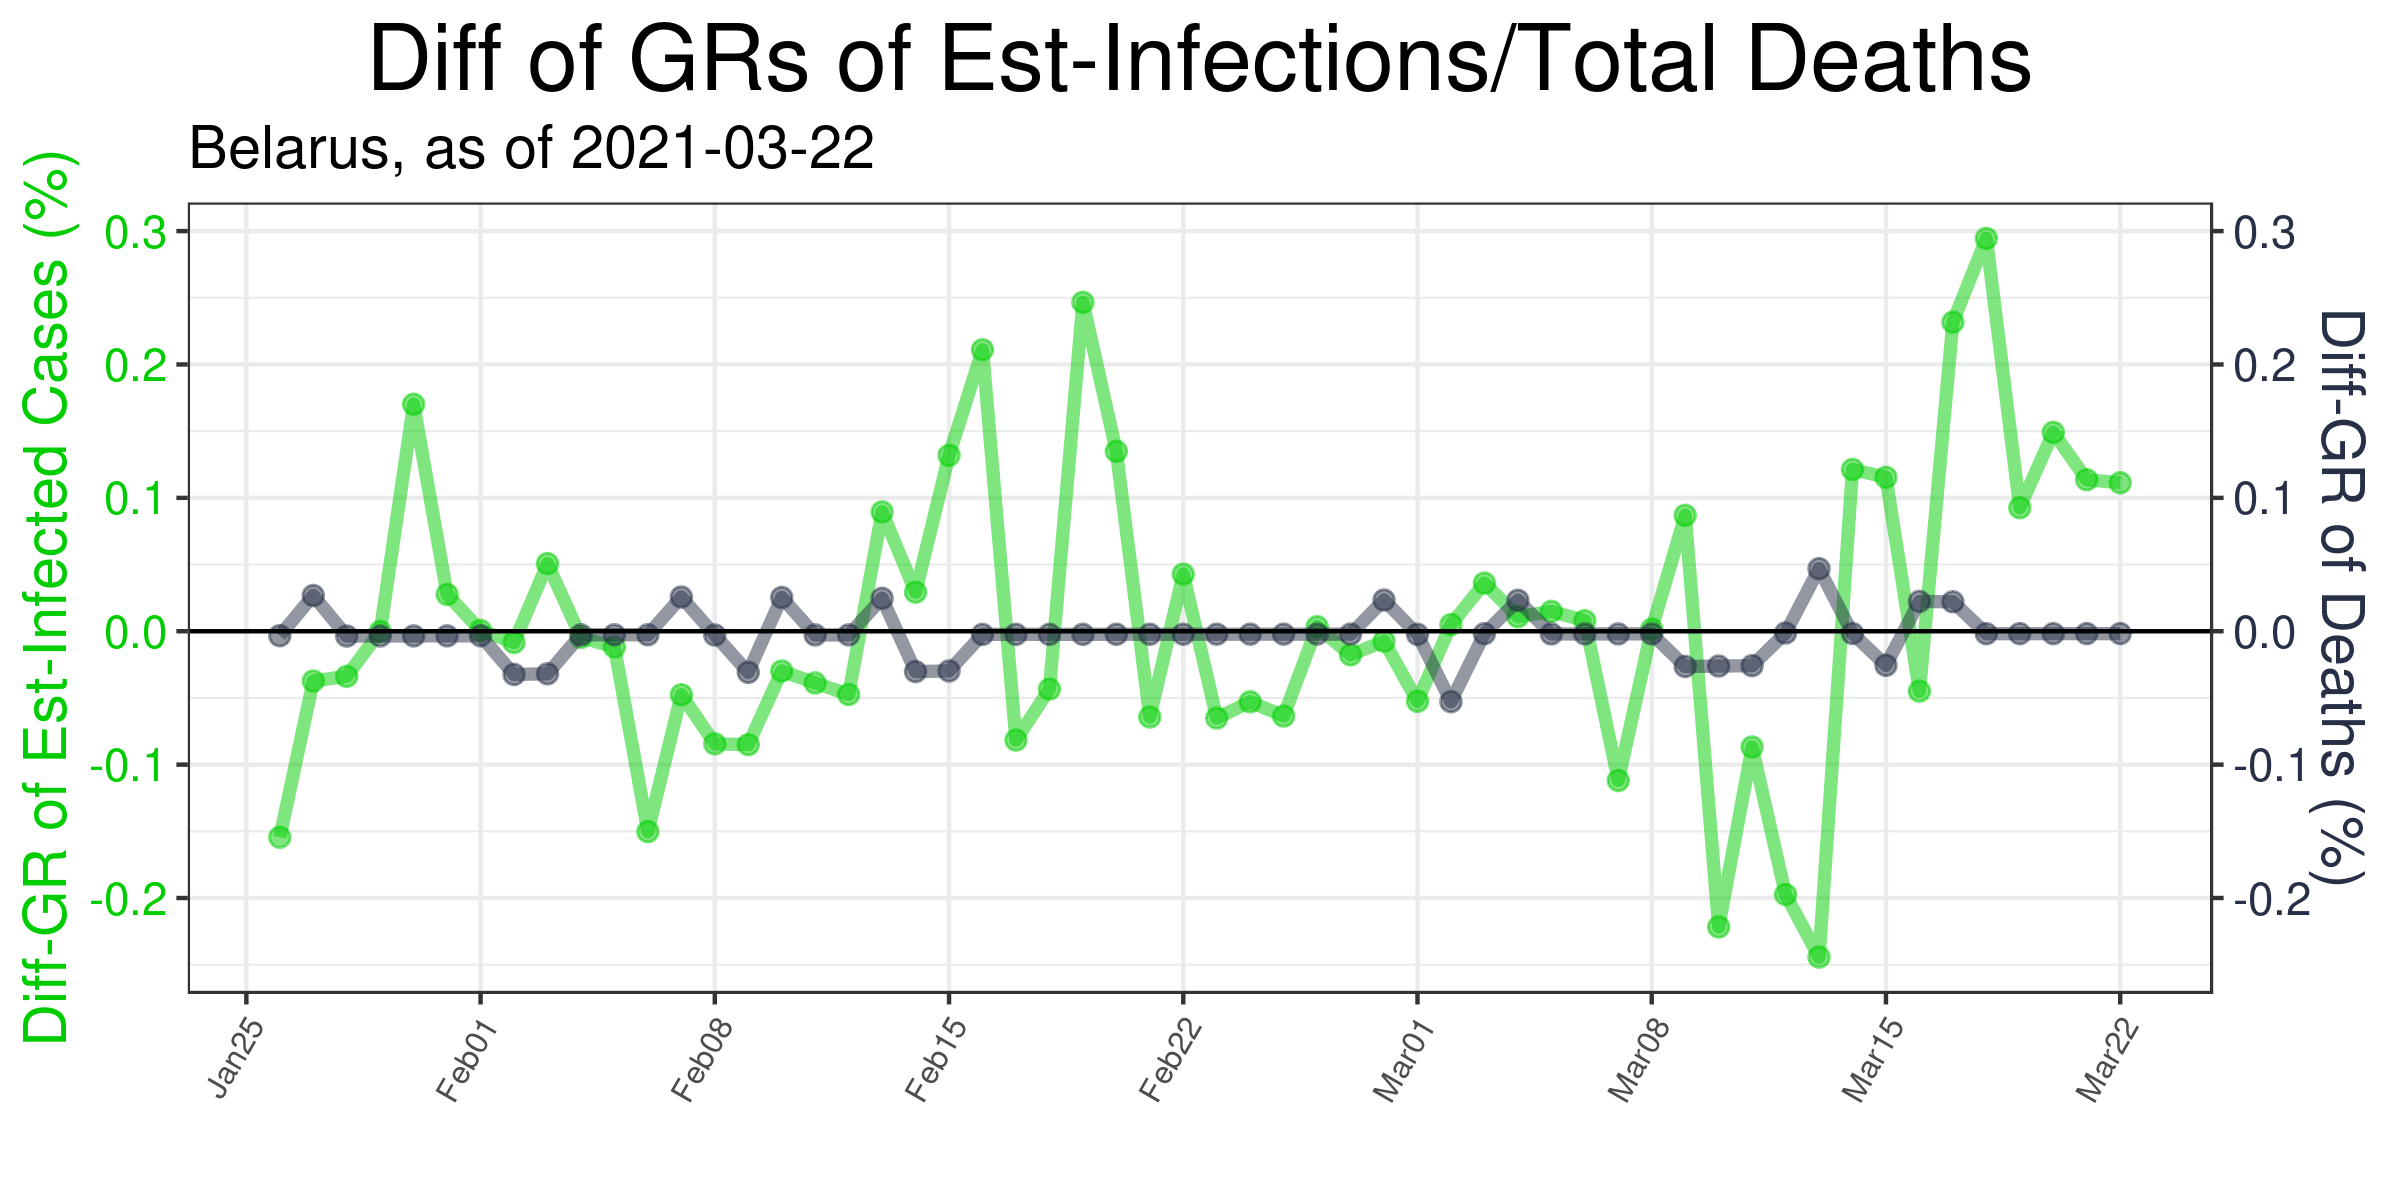 Diff of GRs of Est-Infections/Total Deaths
Belarus, as of 2021-03-22
Diff-GR of Est-Infected Cases (%)
0.3
0.2
0.1
0.0
-0.1
-0.2
0.3
0.2
0.1
0.0
-0.1
-0.2
Diff-GR of Deaths (%)
Jan25
Feb01
Feb08
Feb15
Feb22
Mar01
Mar08
Mar15
Mar22